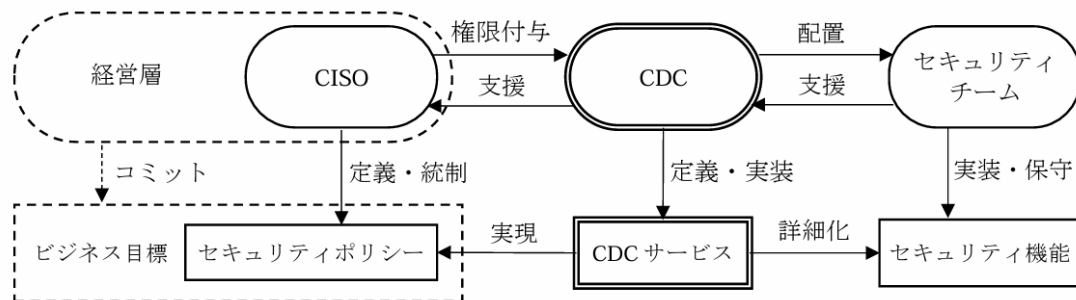 経営層
CISO
権限付与
支援
CDC
配置
支援
セキュリティ
チーム
コミット
定義・統制
定義・実装
実装・保守
ビジネス目標
セキュリティポリシー
実現
CDC サービス
詳細化
セキュリティ機能